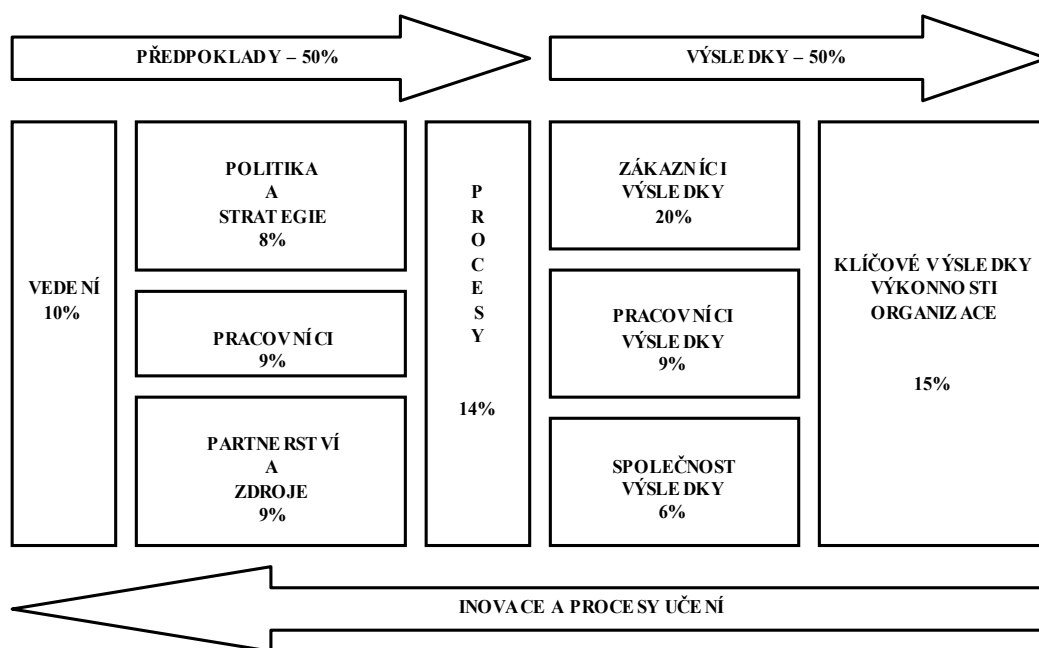 PŘEDPOKLADY – 50%
VÝSLEDKY – 50%
VEDENÍ
10%
POLITIKA
A
STRATEGIE
8%
PRACOVNÍCI
9%
PARTNERSTVÍ
A
ZDROJE
9%
P
R
O
C
E
S
Y
14%
ZÁKAZNÍCI
VÝSLEDKY
20%
PRACOVNÍCI
VÝSLEDKY
9%
SPOLEČNOST
VÝSLEDKY
6%
KLÍČOVÉ VÝSLEDKY
VÝKONNOSTI
ORGANIZACE
15%
INOVACE A PROCESY UČENÍ